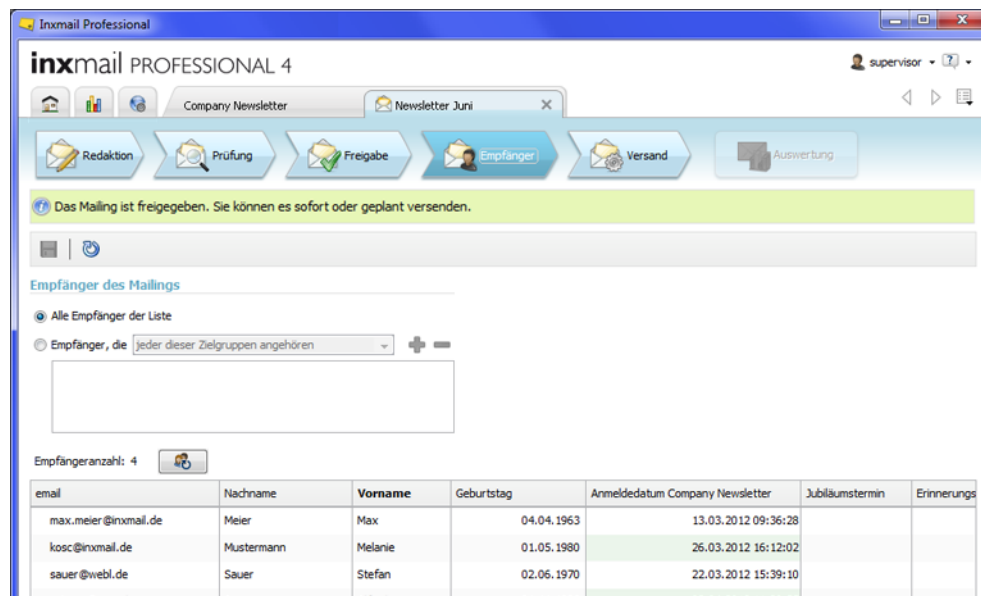 Inxmail Professional
inxmail PROFESSIONAL 4
supervisor
Company Newsletter
Newsletter Juni
Redaktion
Prüfung
Freigabe
Empfänger
Versand
Auswertung
Das Mailing ist freigegeben. Sie können es sofort oder geplant versenden.
Empfänger des Mailings
Alle Empfänger der Liste
Empfänger, die jeder dieser Zielgruppen angehören
Empfängeranzahl: 4
email Nachname Vorname Geburtstag Anmeldedatum Company Newsletter Jubiläumstermin Erinnerungs
max.meier@inxmail.de Meier Max 04.04.1963 13.03.2012 09:36:28
kosc@inxmail.de Mustermann Melanie 01.05.1980 26.03.2012 16:12:02
sauer@webl.de Sauer Stefan 02.06.1970 22.03.2012 15:39:10